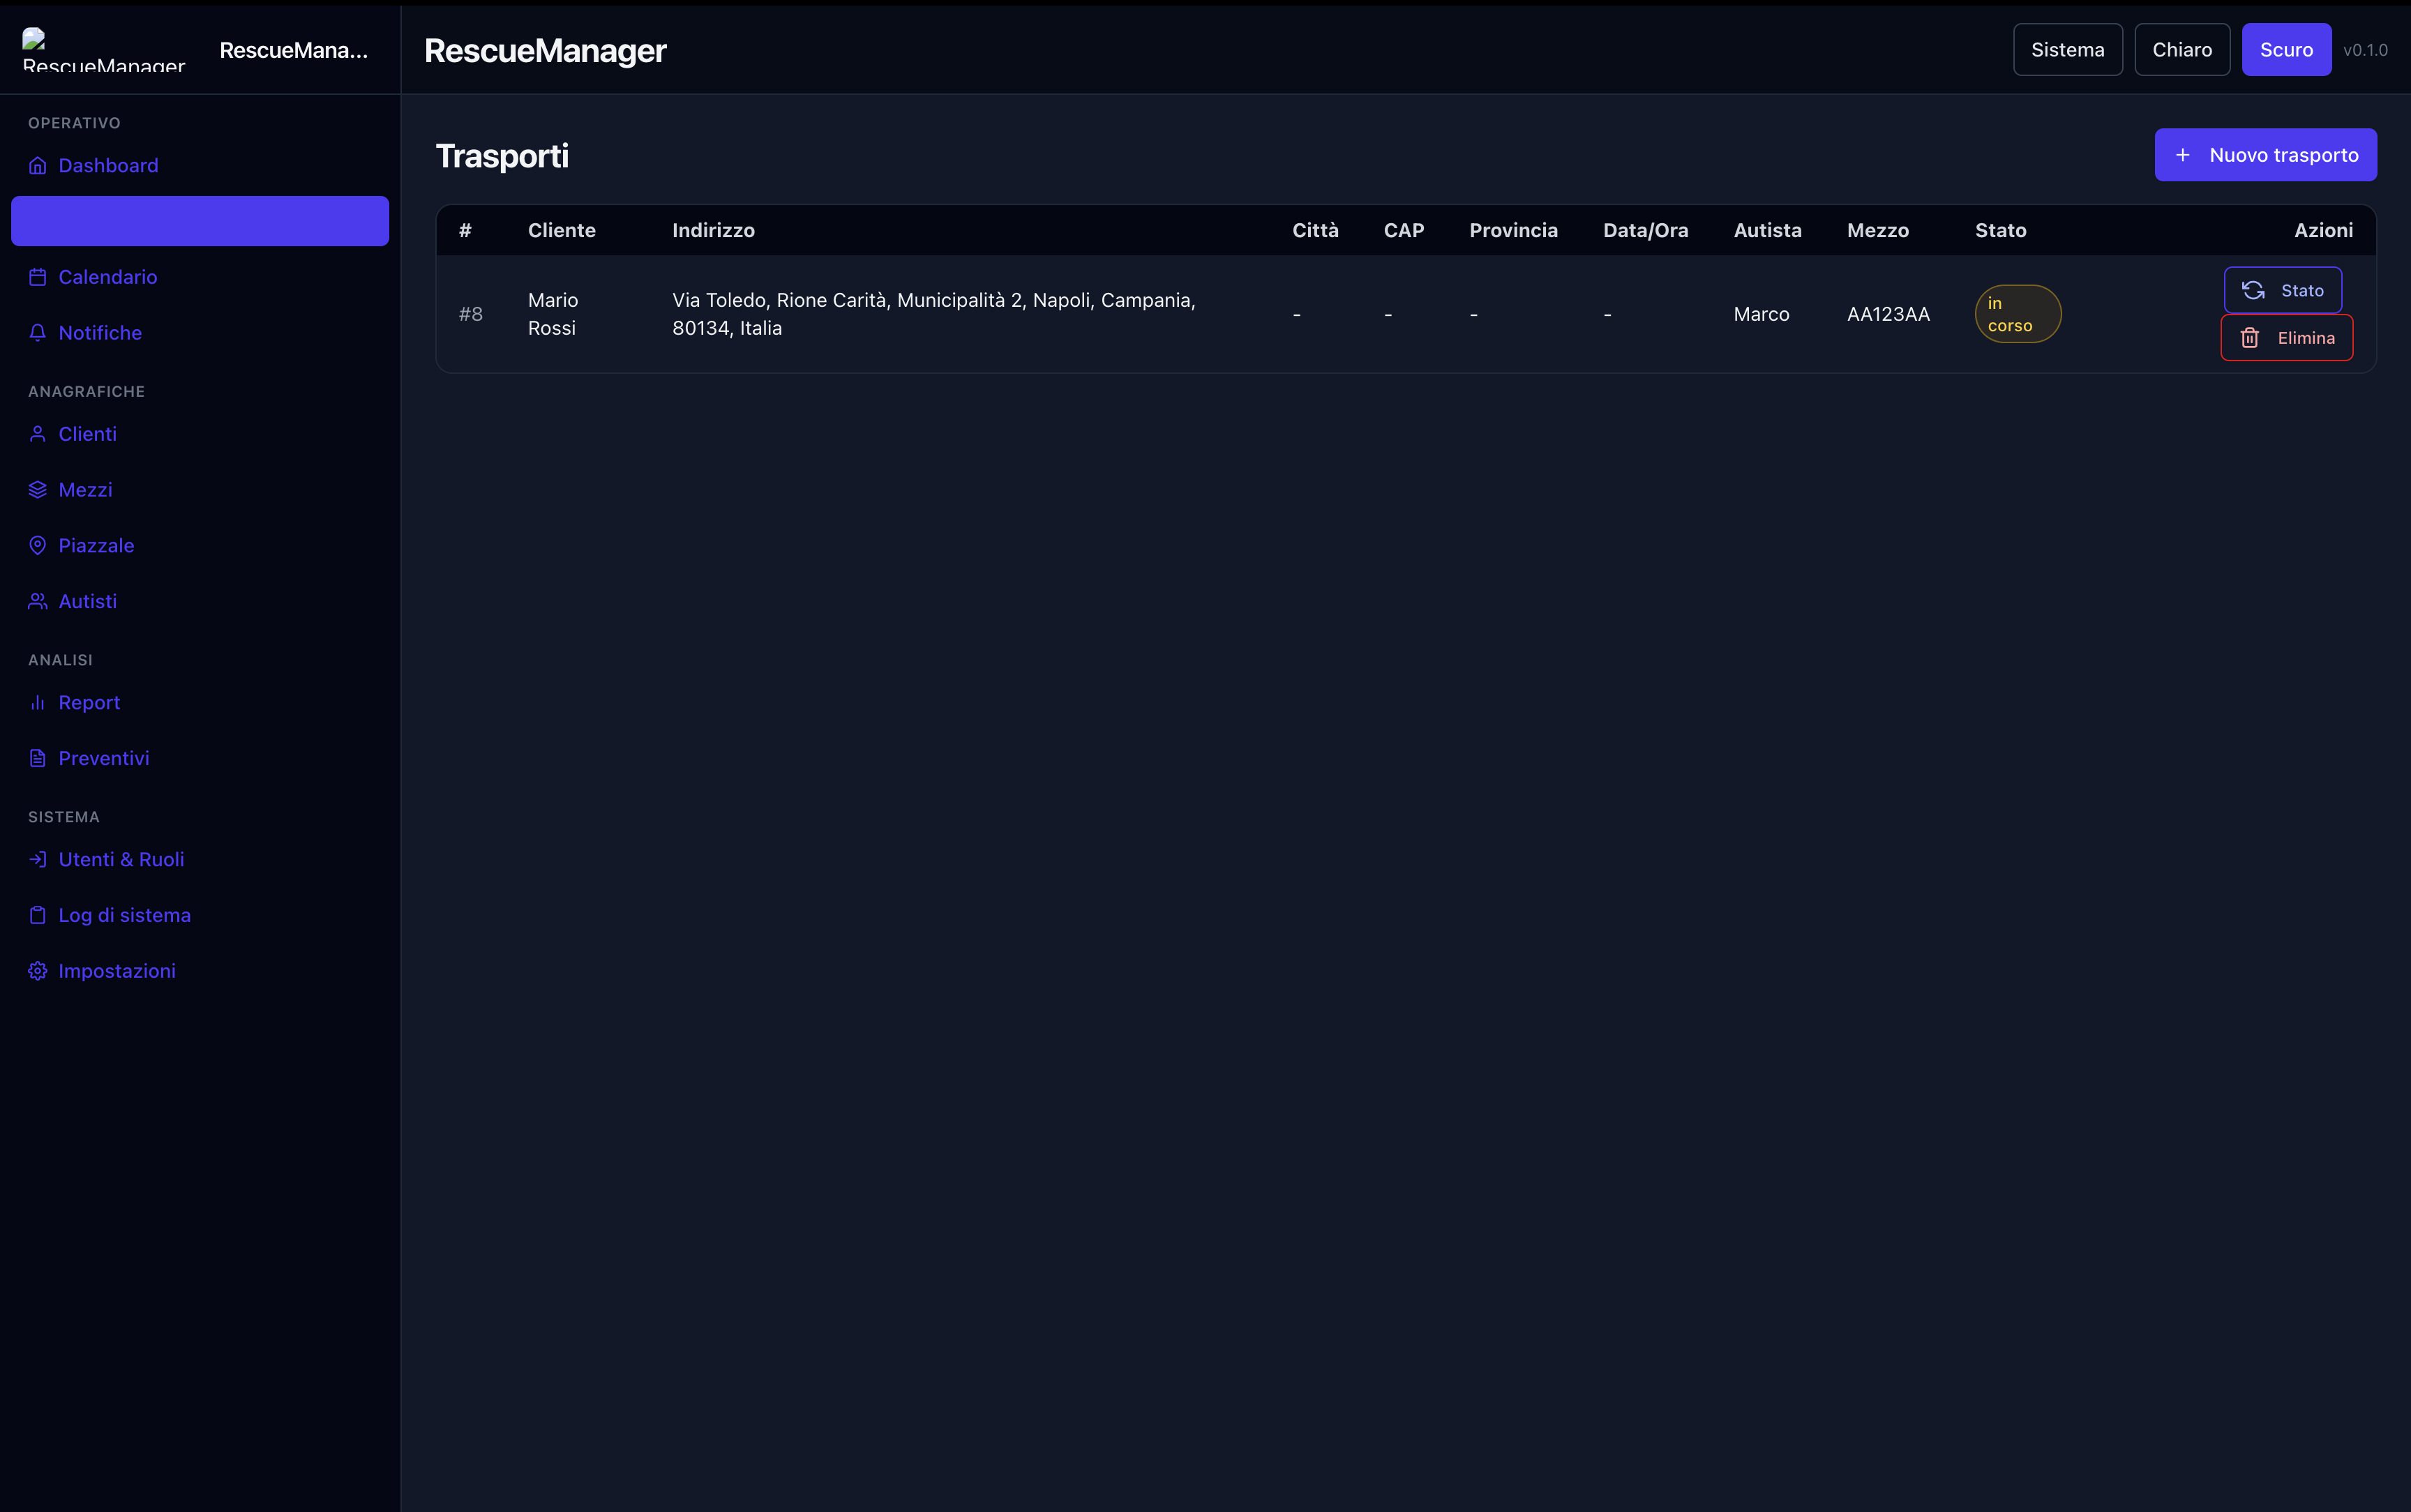 RescueManager
RescueMana...
RescueManager
Sistema
Chiaro
Scuro
v0.1.0
OPERATIVO
Dashboard
Calendario
Notifiche
ANAGRAFICHE
Clienti
Mezzi
Piazzale
Autisti
ANALISI
Report
Preventivi
SISTEMA
Utenti & Ruoli
Log di sistema
Impostazioni
Trasporti
+ Nuovo trasporto
# Cliente Indirizzo Città CAP Provincia Data/Ora Autista Mezzo Stato Azioni
#8
Mario
Rossi
Via Toledo, Rione Carità, Municipalità 2, Napoli, Campania,
80134, Italia
- - - -
Marco
AA123AA
in
corso
Stato
Elimina